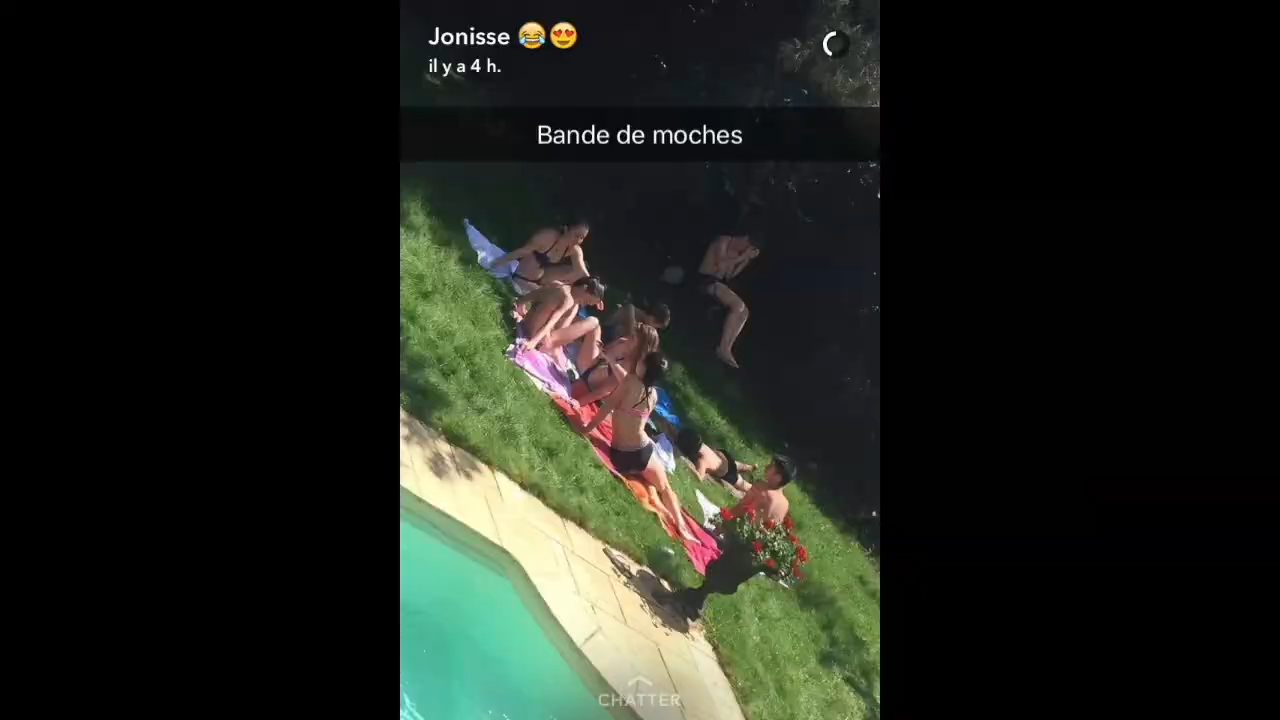 Jonisse 😂😍
il y a 4 h.
Bande de moches
CHATTER